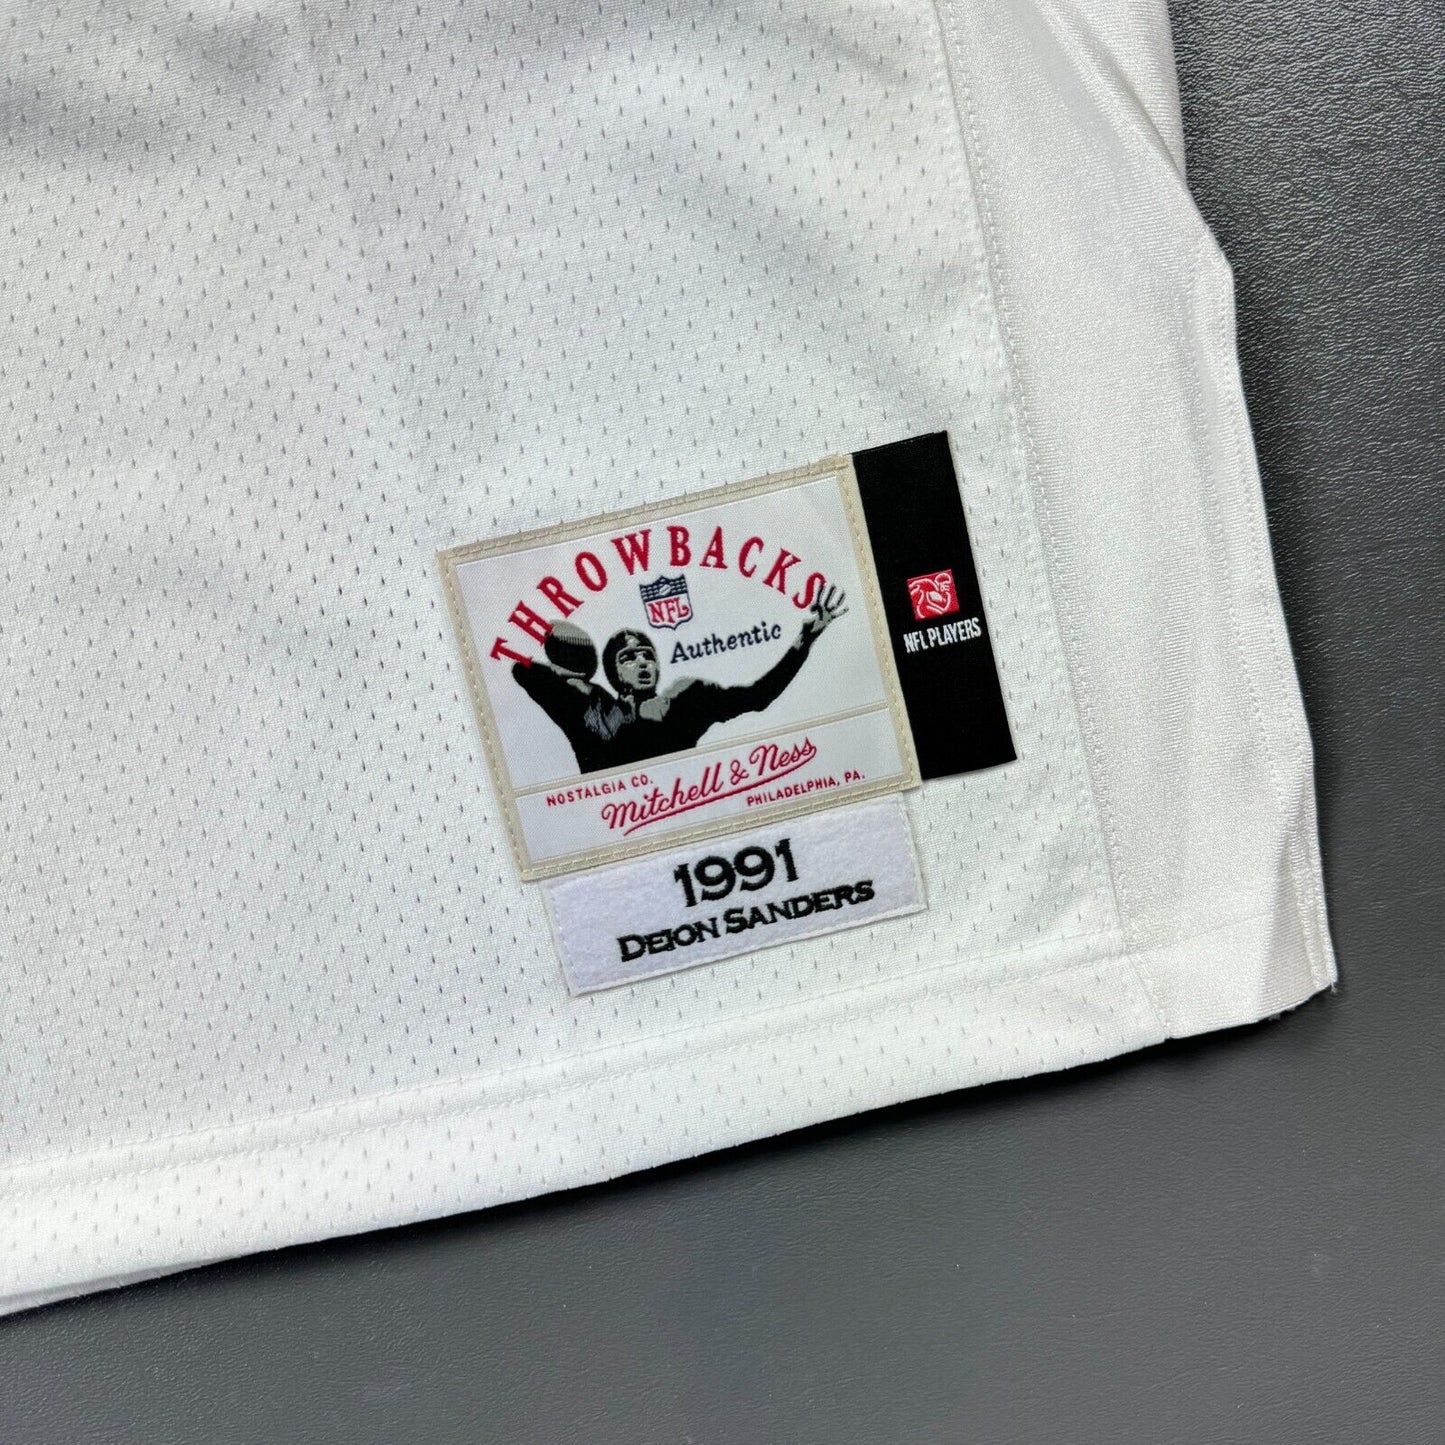 THROWBACKS
NFL
Authentic
NFL PLAYERS
NOSTALGIA CO.
Mitchell & Ness
PHILADELPHIA, PA.
1991
DEION SANDERS